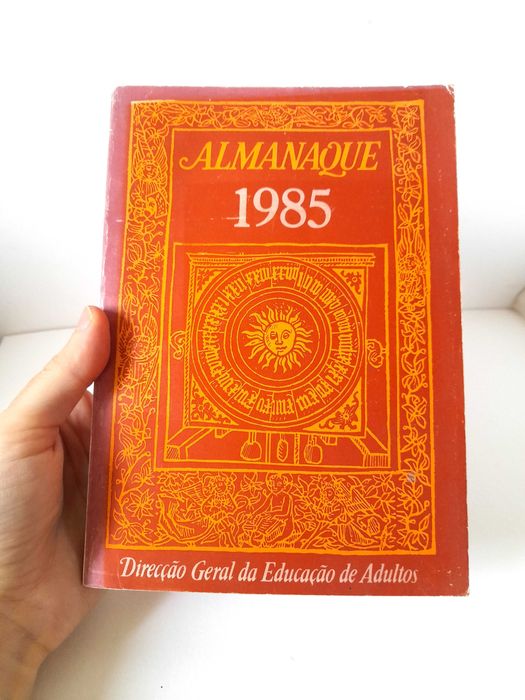 ALMANAQUE
1985
Direcção Geral da Educação de Adultos